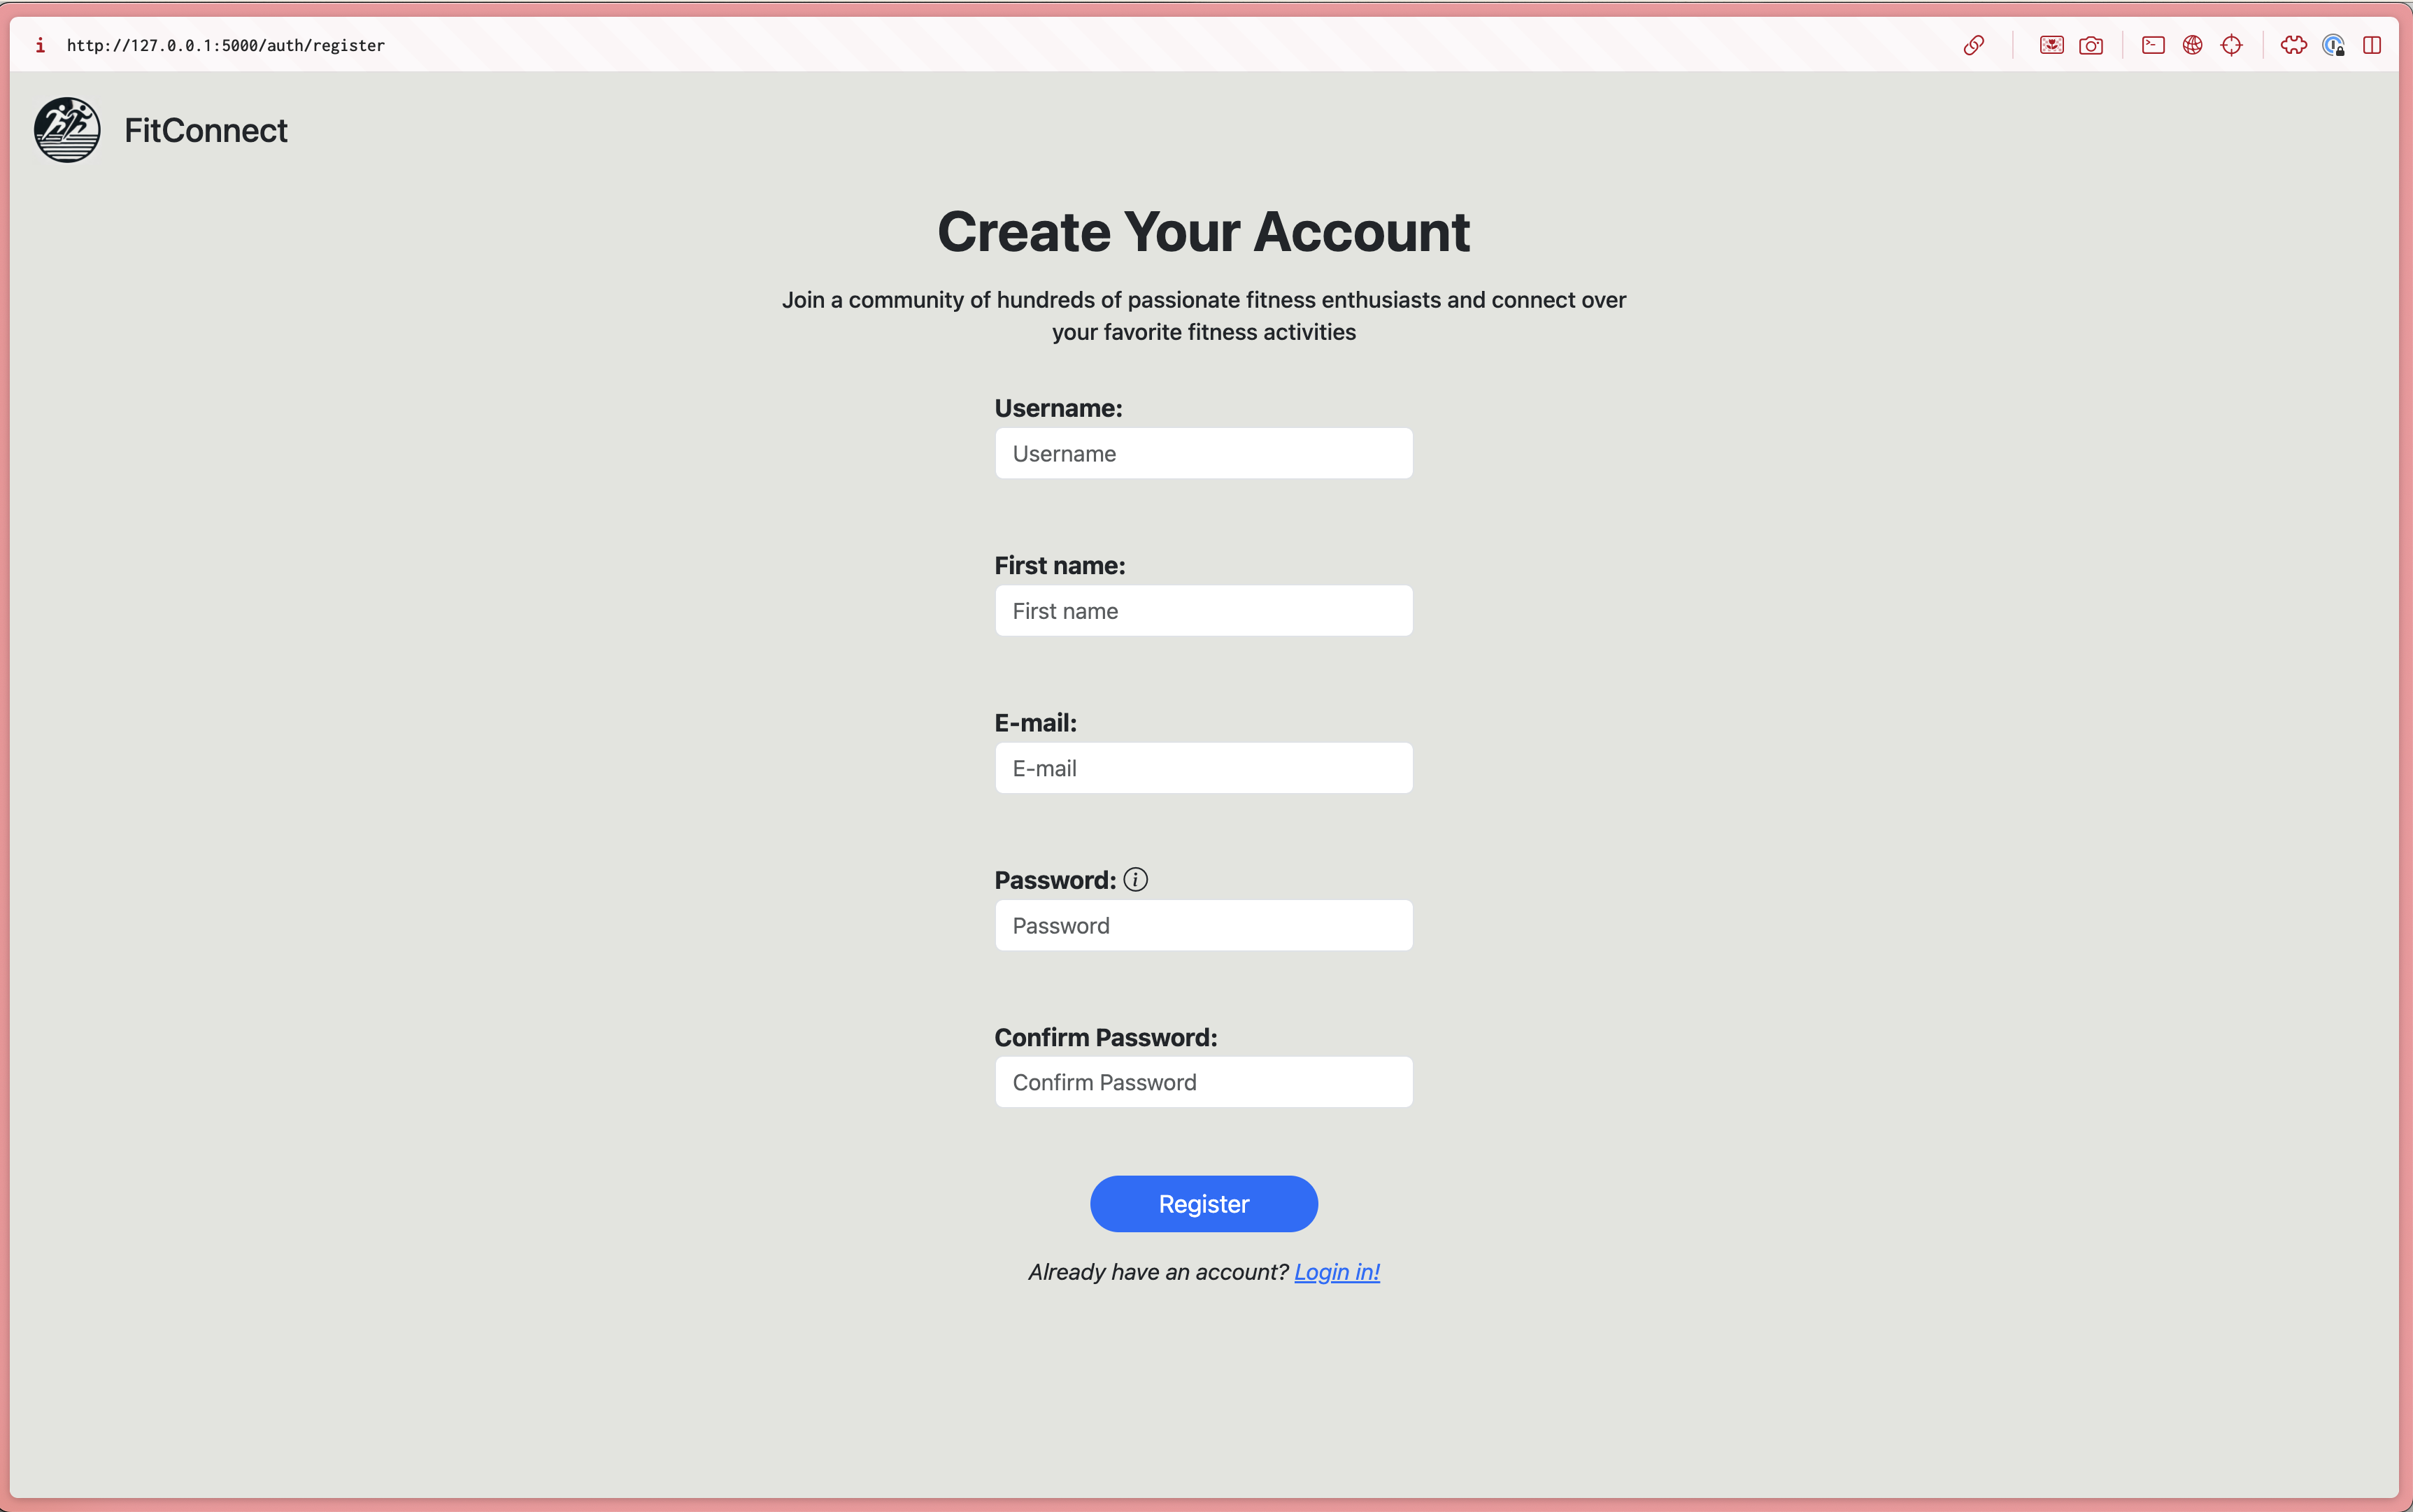 http://127.0.0.1:5000/auth/register
FitConnect
Create Your Account
Join a community of hundreds of passionate fitness enthusiasts and connect over
your favorite fitness activities
Username:
Username
First name:
First name
E-mail:
E-mail
Password:
Password
Confirm Password:
Confirm Password
Register
Already have an account? Login in!